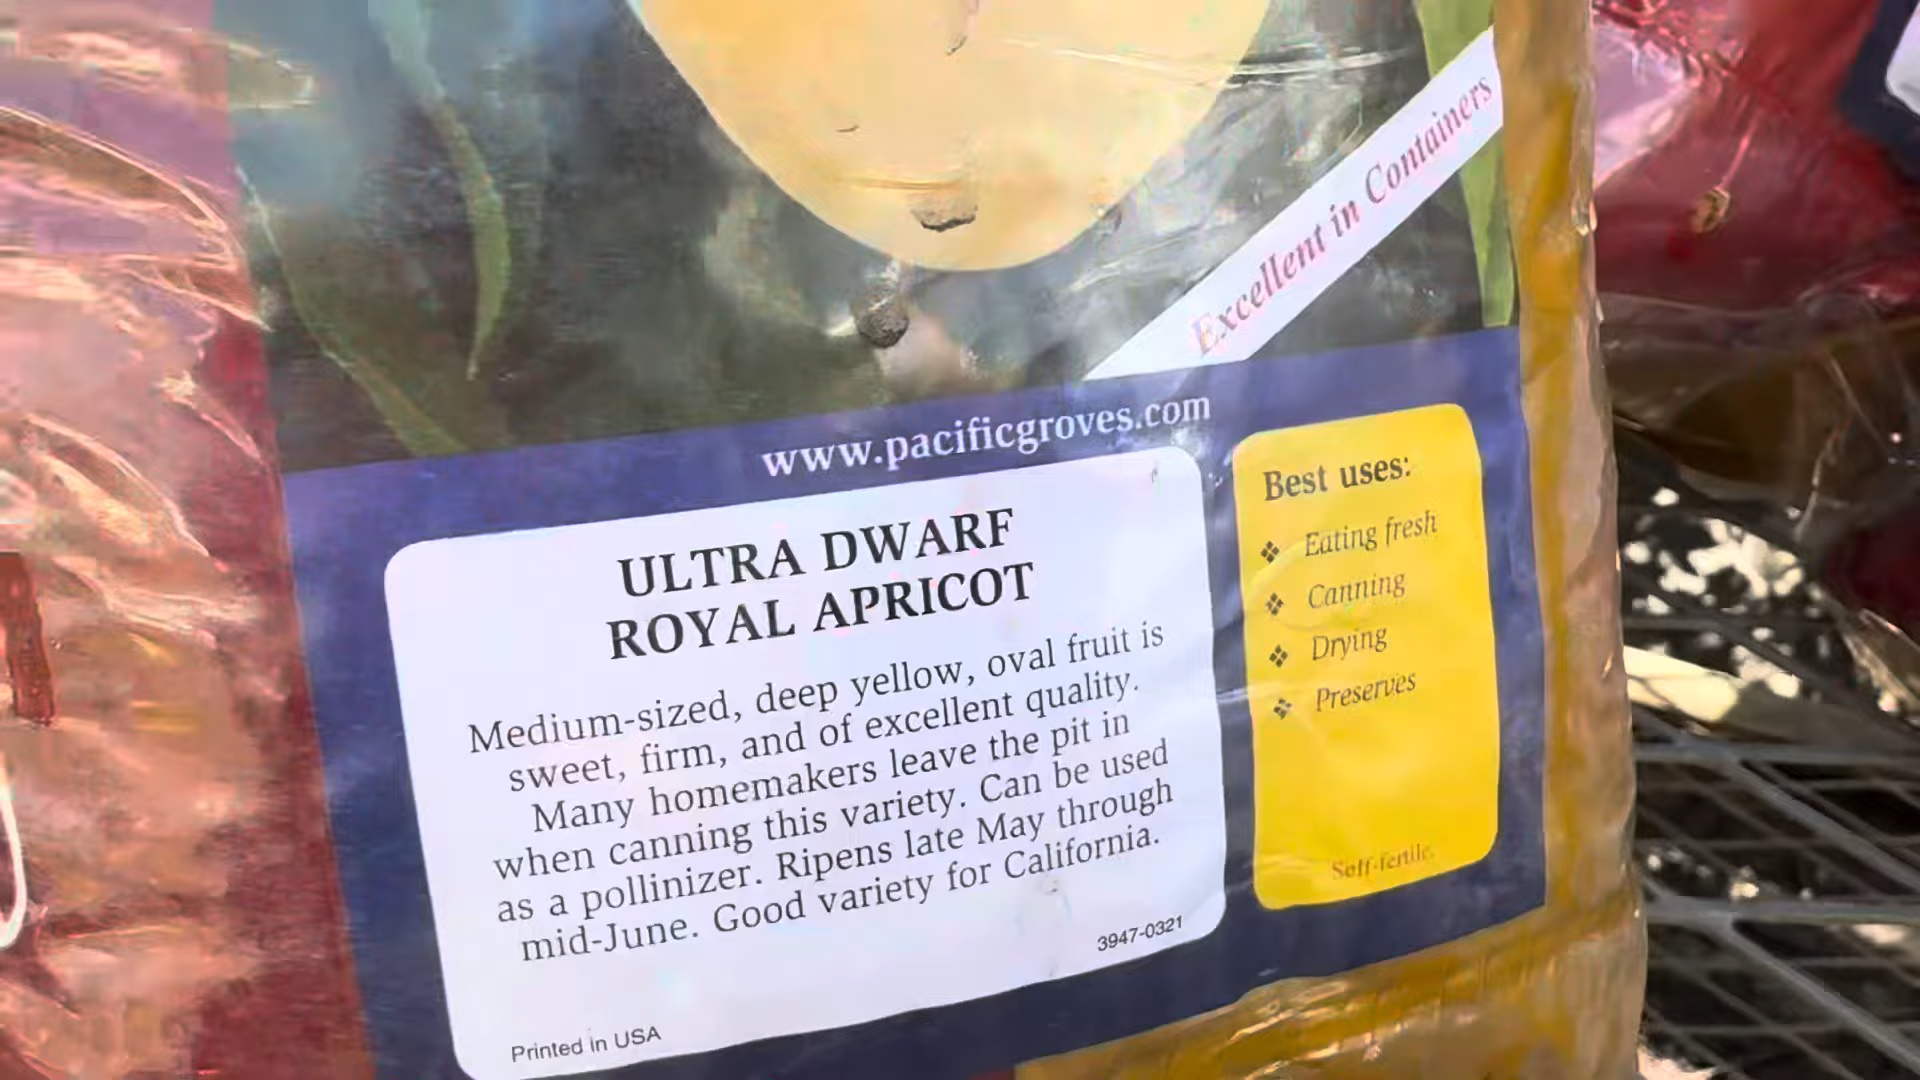 Excellent in Containers
www.pacificgroves.com
ULTRA DWARF
ROYAL APRICOT
Medium-sized, deep yellow, oval fruit is
sweet, firm, and of excellent quality.
Many homemakers leave the pit in
when canning this variety. Can be used
as a pollinizer. Ripens late May through
mid-June. Good variety for California.
3947-0321
Printed in USA
Best uses:
❖ Eating fresh
❖ Canning
❖ Drying
❖ Preserves
Self-fertile.